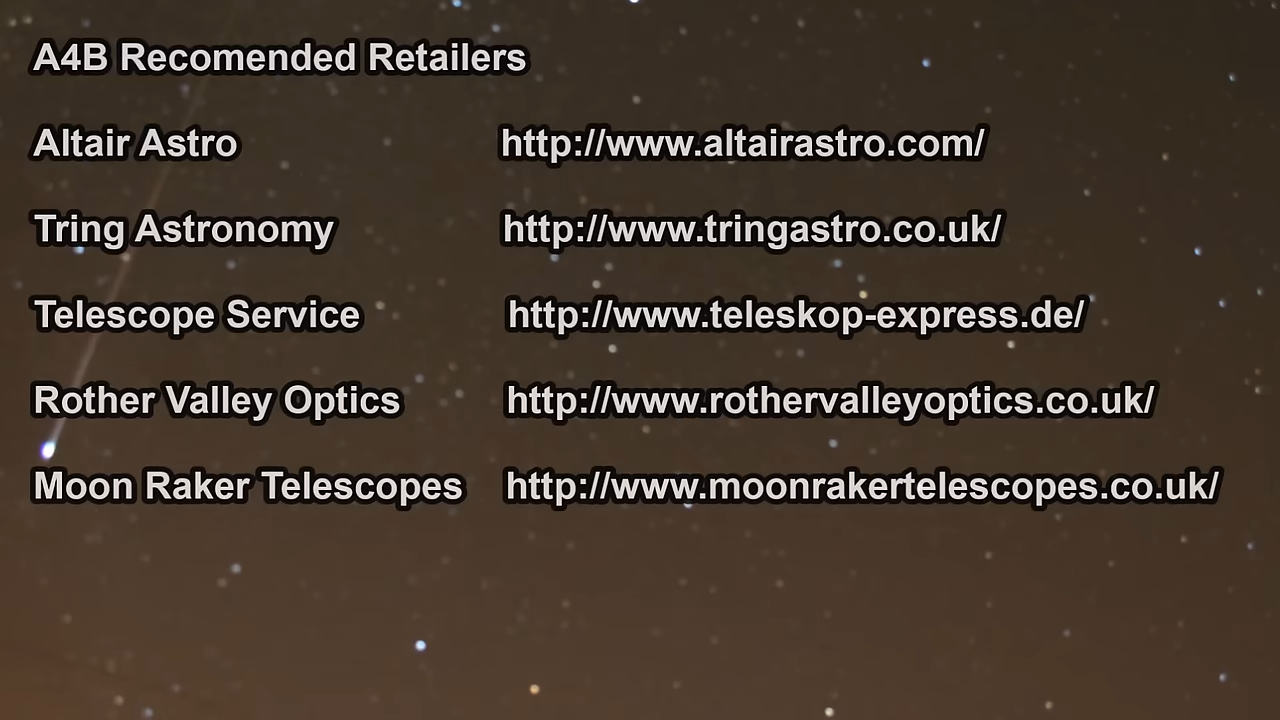 A4B Recomended Retailers
Altair Astro http://www.altairastro.com/
Tring Astronomy http://www.tringastro.co.uk/
Telescope Service http://www.teleskop-express.de/
Rother Valley Optics http://www.rothervalleyoptics.co.uk/
Moon Raker Telescopes http://www.moonrakertelescopes.co.uk/